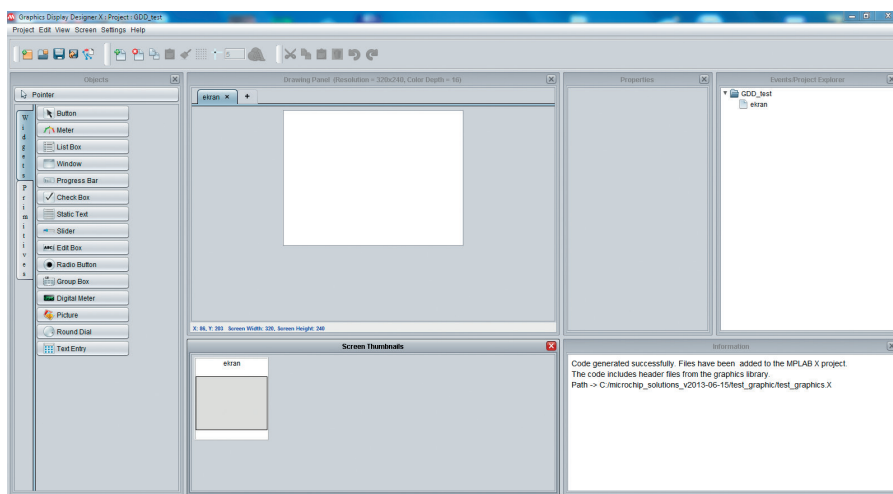 Graphics Display Designer X : Project : GDD_test
Project Edit View Screen Settings Help
Objects
Drawing Panel (Resolution = 320x240, Color Depth = 16)
Properties
Events/Project Explorer
Pointer
Widgets
Primitives
Button
Meter
List Box
Window
Progress Bar
Check Box
Static Text
Slider
Edit Box
Radio Button
Group Box
Digital Meter
Picture
Round Dial
Text Entry
ekran × +
X: 86, Y: 203 Screen Width: 320, Screen Height: 240
GDD_test
ekran
Screen Thumbnails
ekran
Information
Code generated successfully. Files have been added to the MPLAB X project.
The code includes header files from the graphics library.
Path -> C:/microchip_solutions_v2013-06-15/test_graphic/test_graphics.X